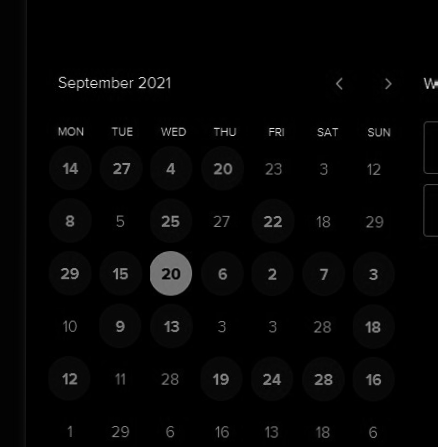 September 2021 < > W
MON TUE WED THU FRI SAT SUN
14 27 4 20 23 3 12
8 5 25 27 22 18 29
29 15 20 6 2 7 3
10 9 13 3 3 28 18
12 11 28 19 24 28 16
1 29 6 16 13 18 6